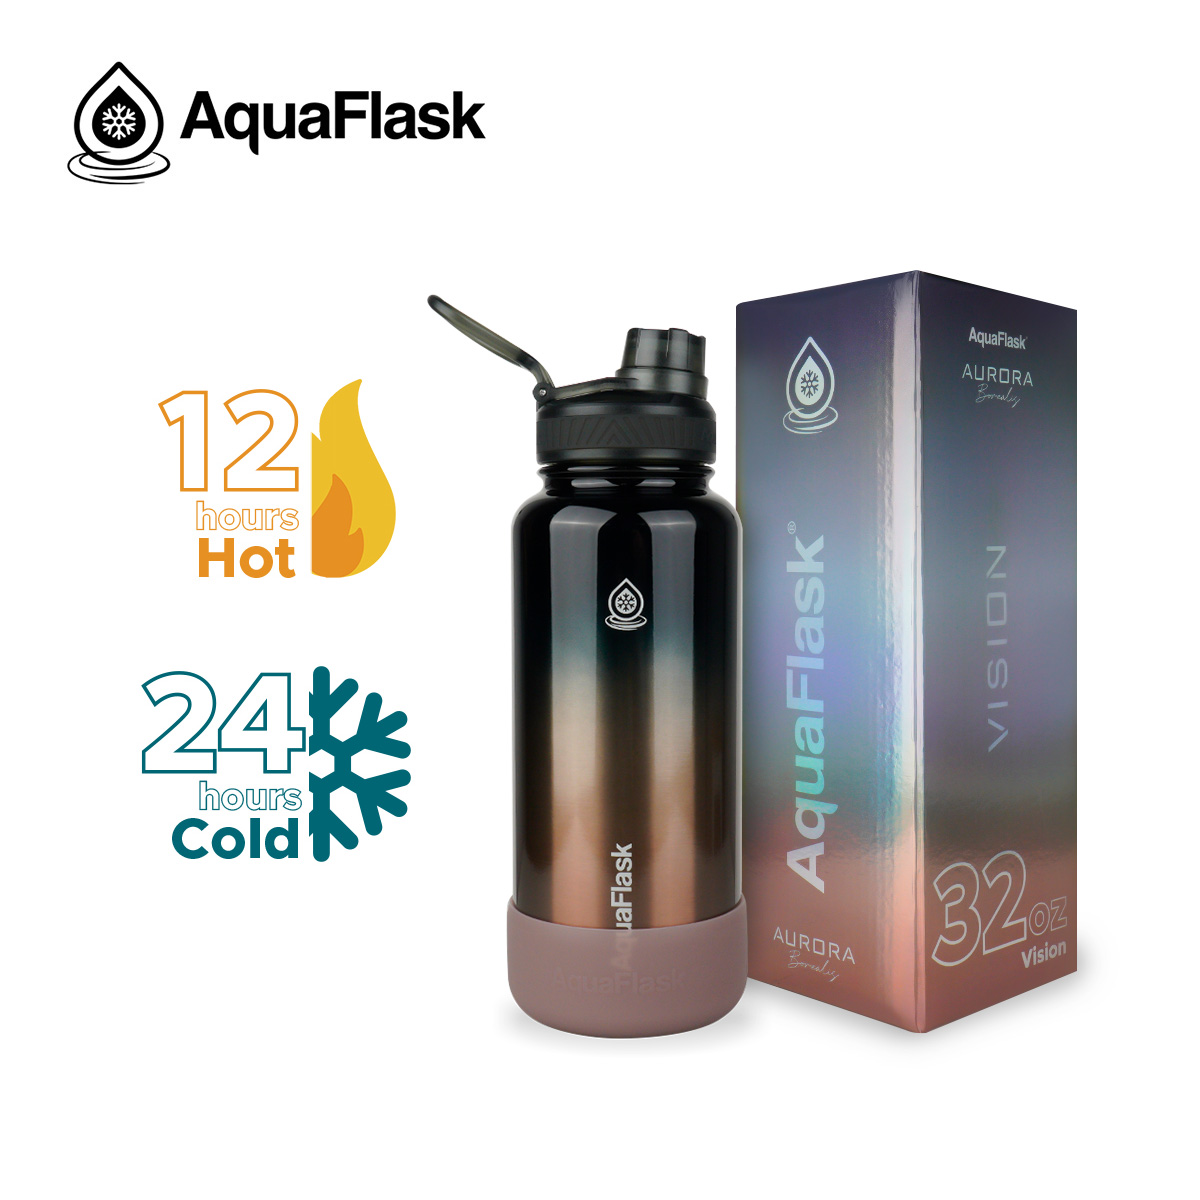 AquaFlask
12
hours
Hot
24
hours
Cold
AquaFlask
AquaFlask
AquaFlask®
AURORA
Borealis
AquaFlask
AURORA
Borealis
VISION
32oz
Vision